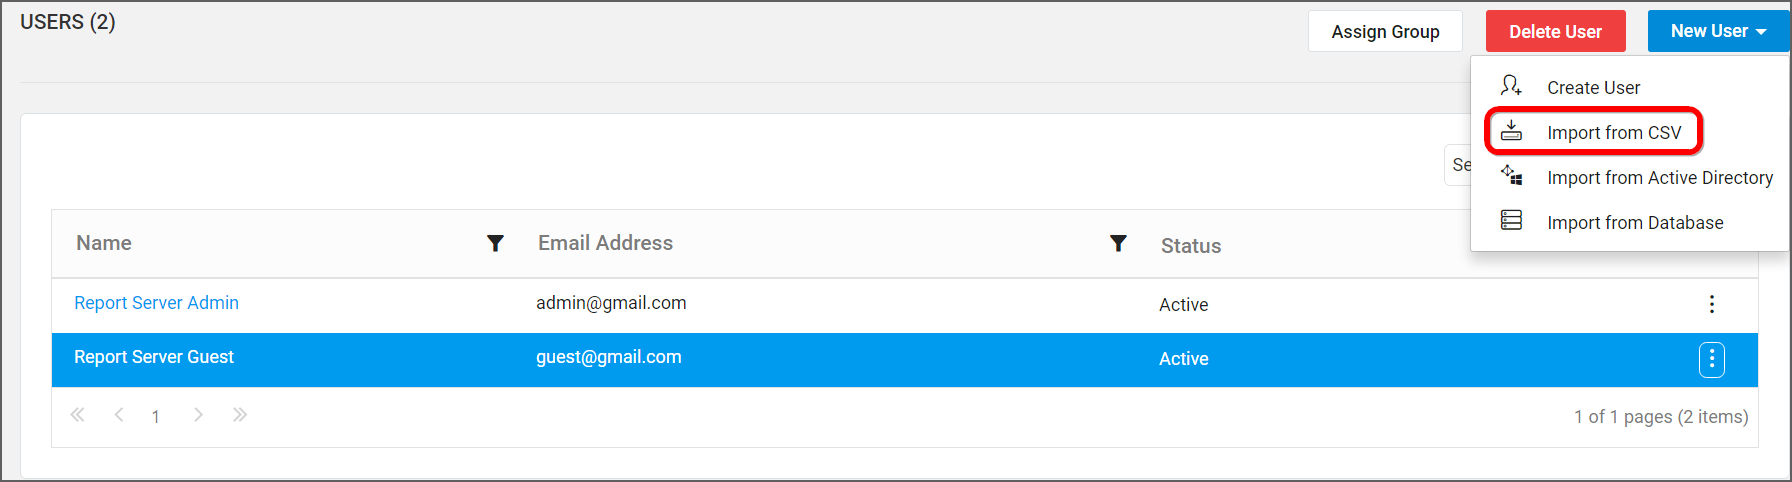 USERS (2)
Assign Group
Delete User
New User
Create User
Import from CSV
Import from Active Directory
Import from Database
Se
Name
Email Address
Status
Report Server Admin
admin@gmail.com
Active
Report Server Guest
guest@gmail.com
Active
1
1 of 1 pages (2 items)